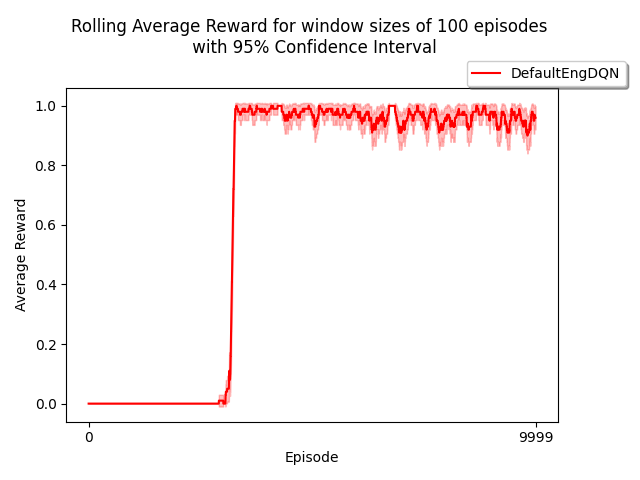 Rolling Average Reward for window sizes of 100 episodes
with 95% Confidence Interval
DefaultEngDQN
1.0
0.8
0.6
0.4
0.2
0.0
Average Reward
0 9999
Episode